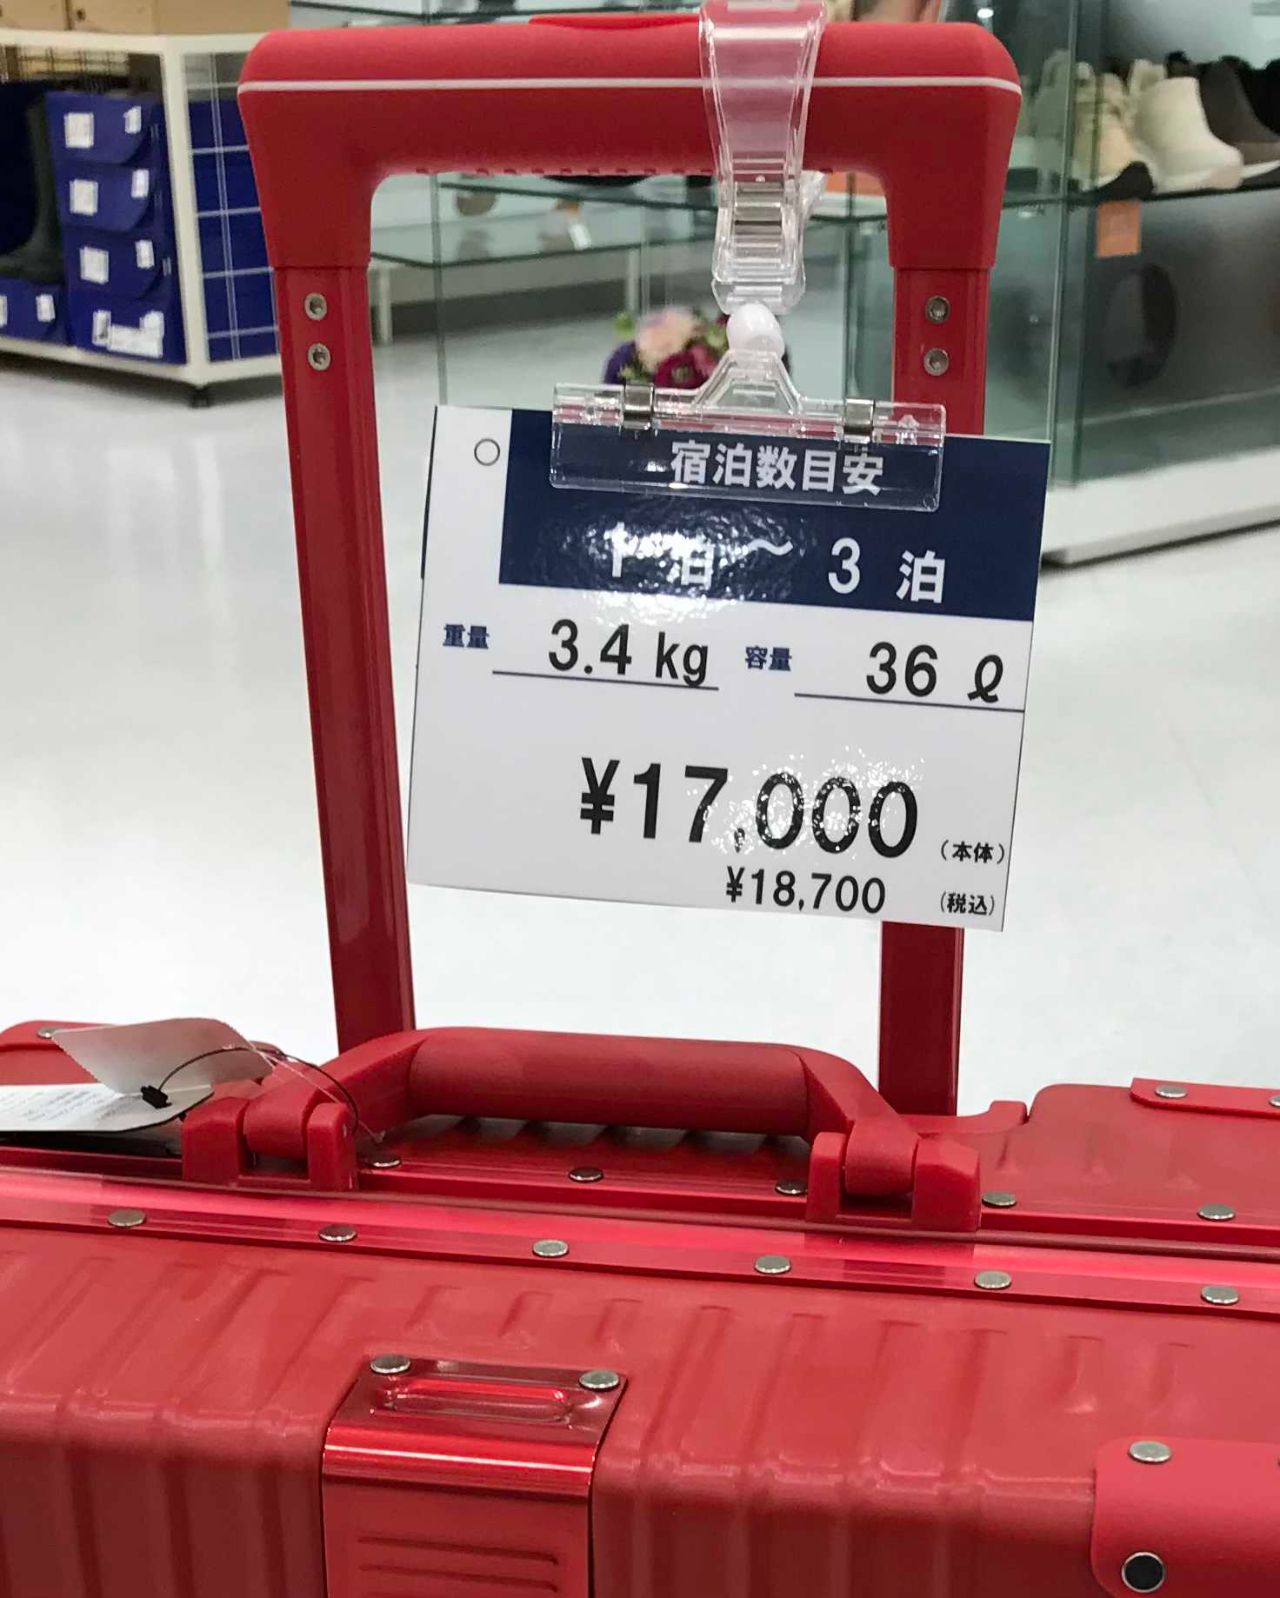 宿泊数目安
1 泊 ～ 3 泊
重量 3.4 kg 容量 36 ℓ
¥17,000 (本体)
¥18,700 (税込)